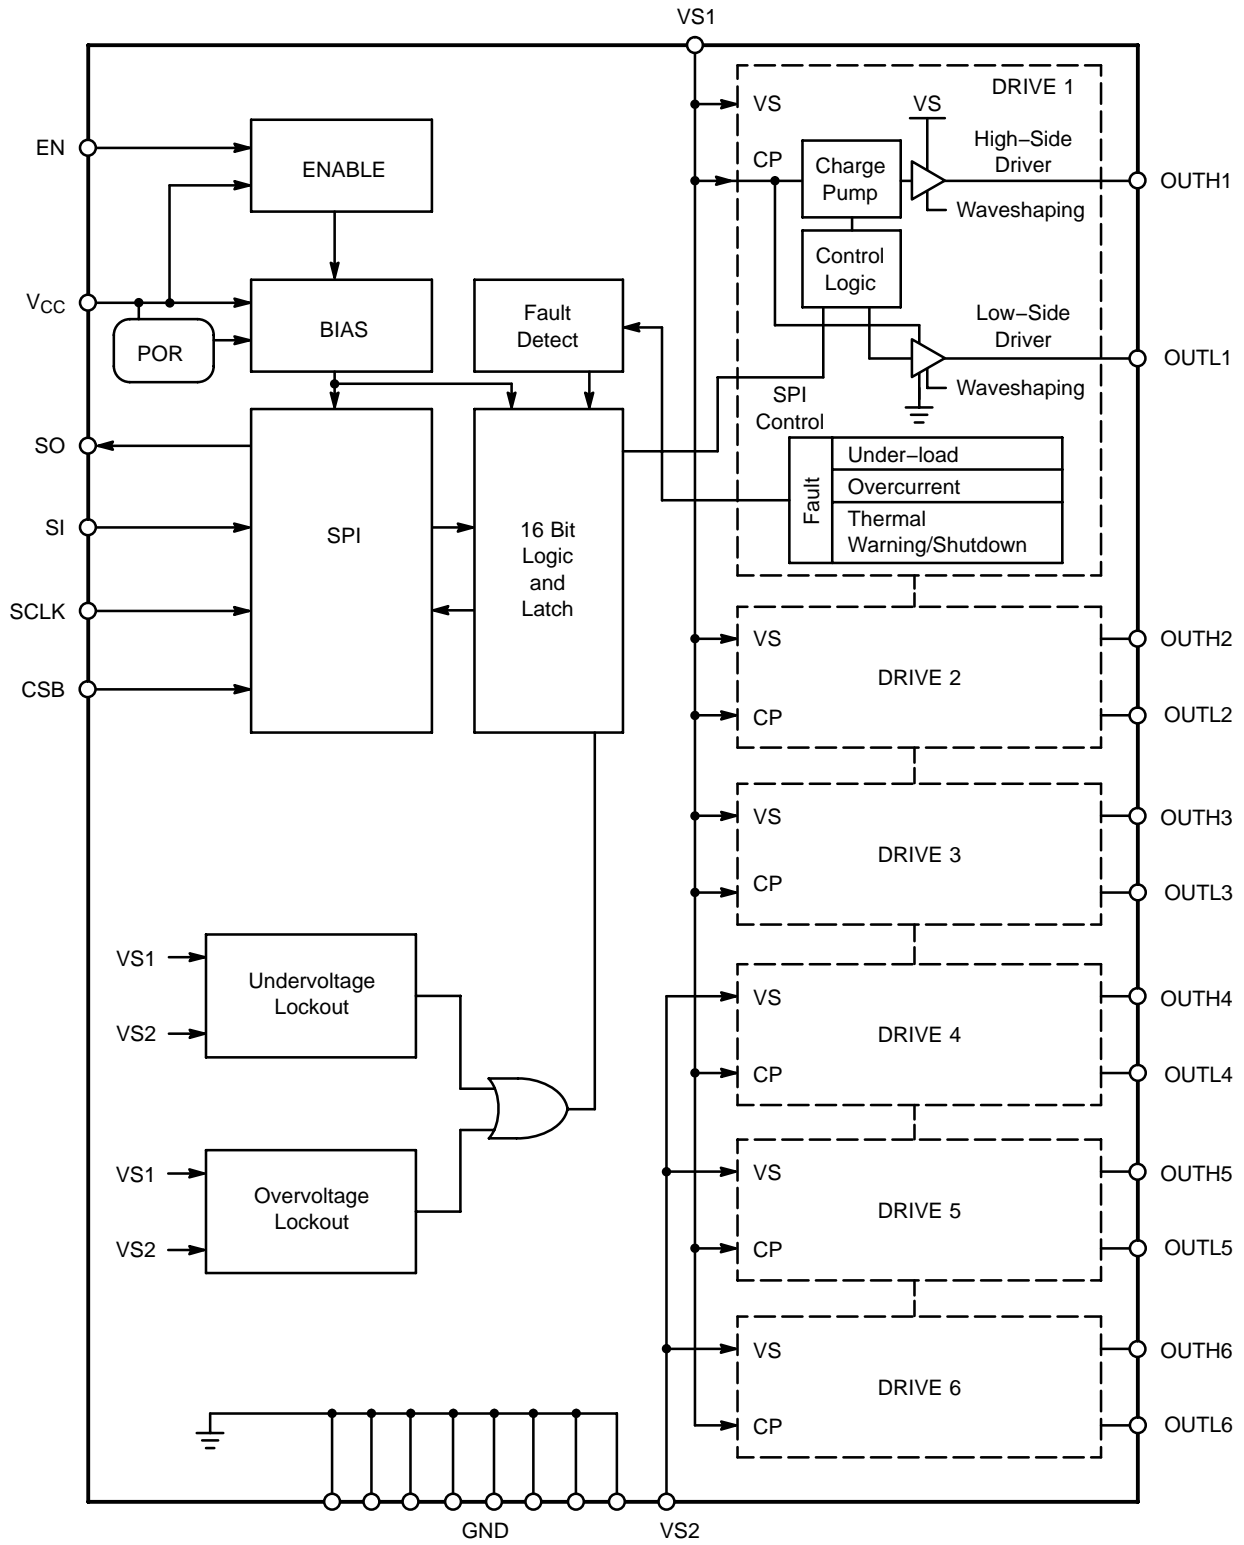 VS1
DRIVE 1
VS
VS
EN
ENABLE
High–Side
Driver
CP
Charge
Pump
OUTH1
Waveshaping
Control
Logic
VCC
BIAS
Fault
Detect
Low–Side
Driver
POR
OUTL1
Waveshaping
SPI
Control
SO
Fault
Under–load
Overcurrent
Thermal
Warning/Shutdown
SI
SPI
16 Bit
Logic
and
Latch
SCLK
CSB
VS
OUTH2
DRIVE 2
CP
OUTL2
VS
OUTH3
DRIVE 3
CP
OUTL3
VS1
Undervoltage
Lockout
VS2
VS
OUTH4
DRIVE 4
CP
OUTL4
VS1
Overvoltage
Lockout
VS2
VS
OUTH5
DRIVE 5
CP
OUTL5
VS
OUTH6
DRIVE 6
CP
OUTL6
GND
VS2